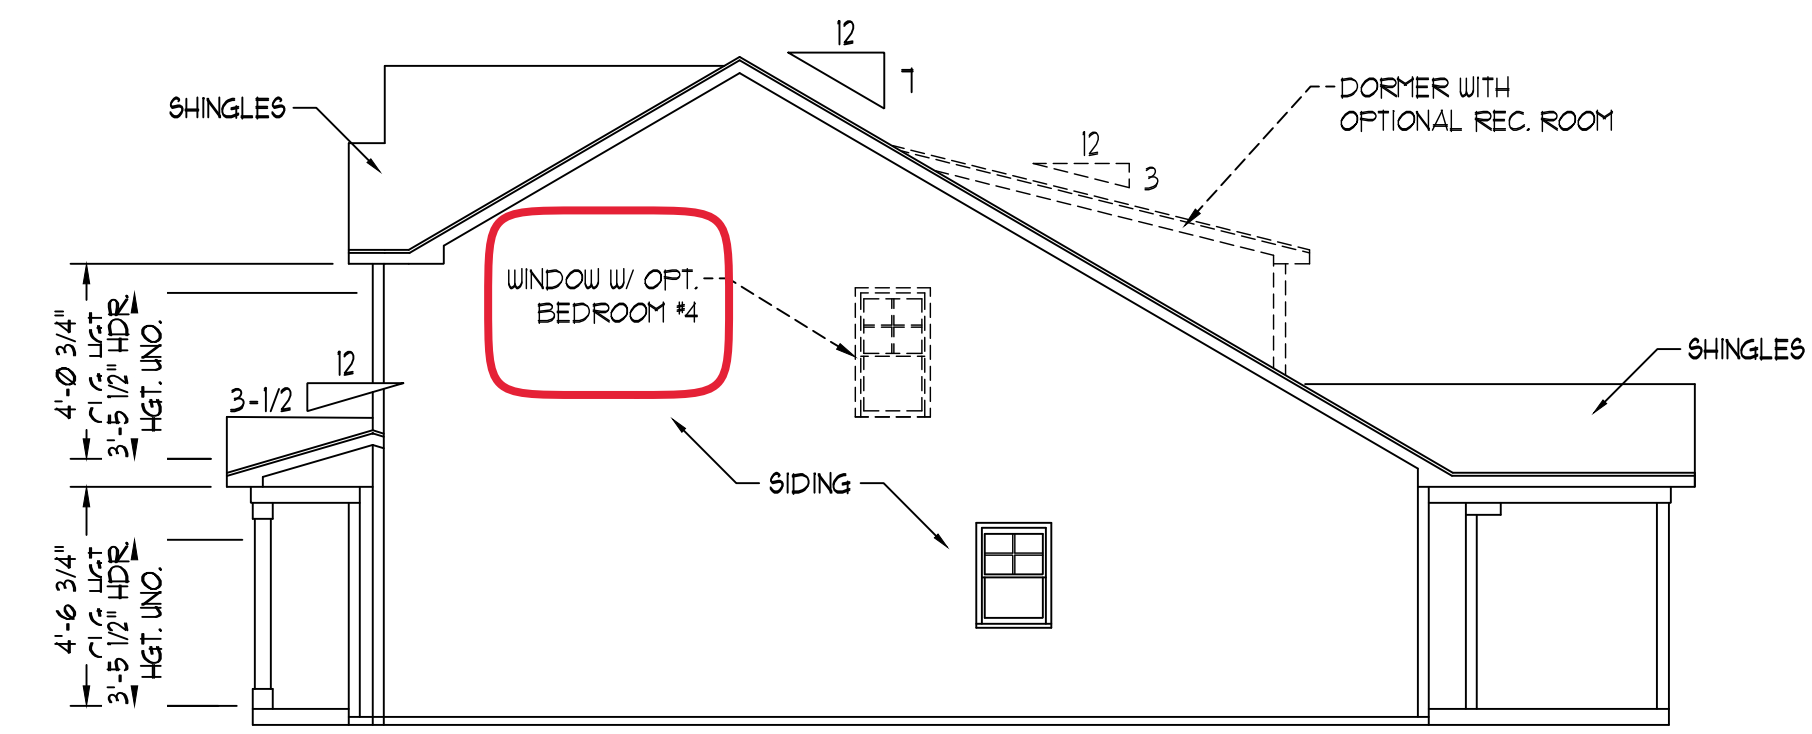 12
7
SHINGLES
DORMER WITH
OPTIONAL REC. ROOM
12
3
WINDOW W/ OPT.
BEDROOM #4
SHINGLES
12
3-1/2
SIDING
4'-0 3/4"
3'-5 1/2" HDR.
HGT. UNO.
4'-6 3/4"
3'-5 1/2" HDR.
HGT. UNO.